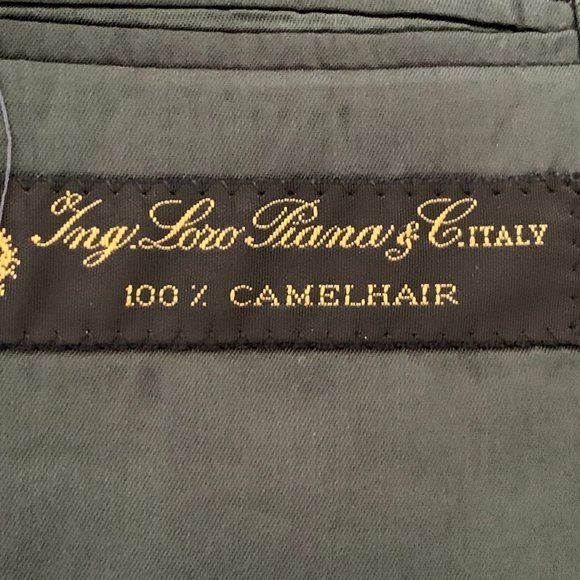 Ing. Loro Piana & C. ITALY
100 % CAMELHAIR